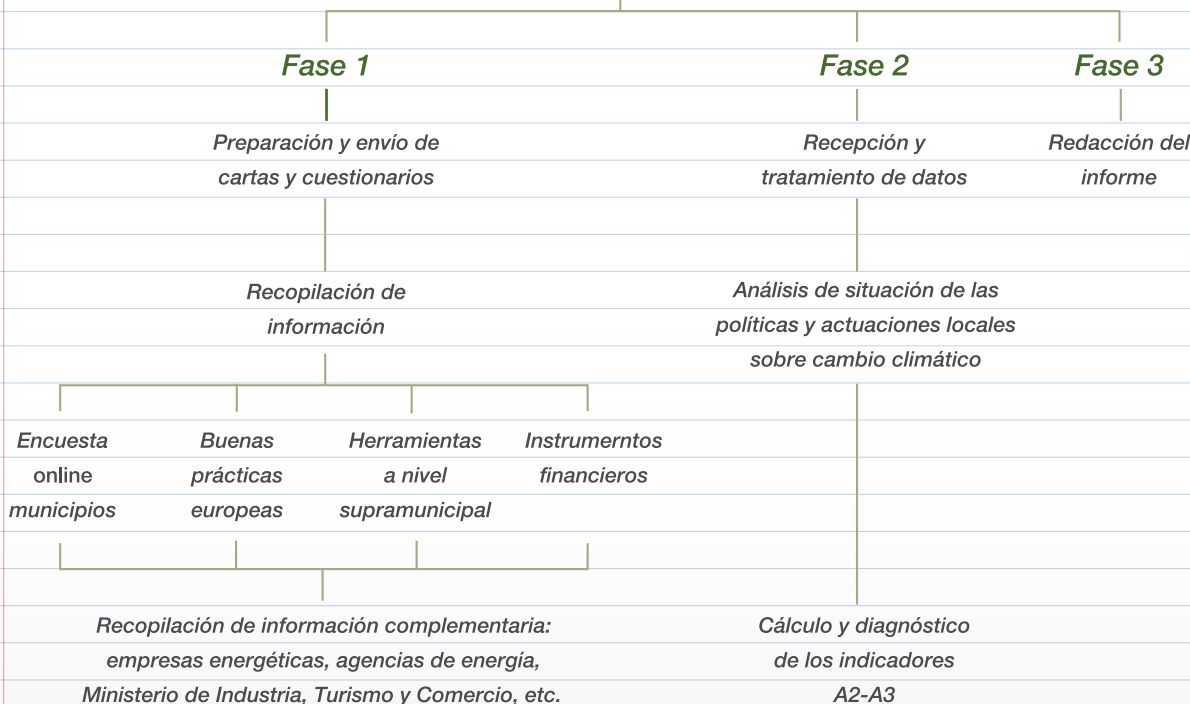 Fase 1
Preparación y envío de
cartas y cuestionarios
Recopilación de
información
Encuesta
online
municipios
Buenas
prácticas
europeas
Herramientas
a nivel
supramunicipal
Instrumerntos
financieros
Recopilación de información complementaria:
empresas energéticas, agencias de energía,
Ministerio de Industria, Turismo y Comercio, etc.
Fase 2
Recepción y
tratamiento de datos
Análisis de situación de las
políticas y actuaciones locales
sobre cambio climático
Cálculo y diagnóstico
de los indicadores
A2-A3
Fase 3
Redacción del
informe